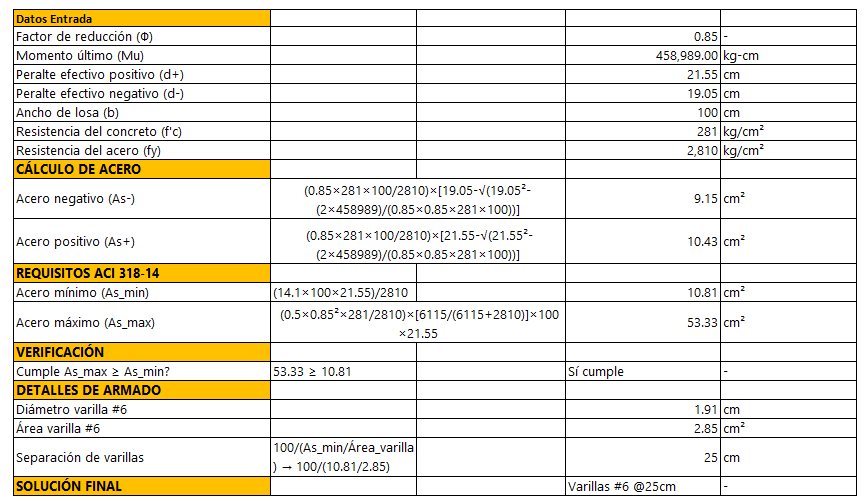 Datos Entrada
Factor de reducción (Φ) 0.85 -
Momento último (Mu) 458,989.00 kg-cm
Peralte efectivo positivo (d+) 21.55 cm
Peralte efectivo negativo (d-) 19.05 cm
Ancho de losa (b) 100 cm
Resistencia del concreto (f'c) 281 kg/cm²
Resistencia del acero (fy) 2,810 kg/cm²
CÁLCULO DE ACERO
Acero negativo (As-) (0.85×281×100/2810)×[19.05-√(19.05²-
(2×458989)/(0.85×0.85×281×100))] 9.15 cm²
Acero positivo (As+) (0.85×281×100/2810)×[21.55-√(21.55²-
(2×458989)/(0.85×0.85×281×100))] 10.43 cm²
REQUISITOS ACI 318-14
Acero mínimo (As_min) (14.1×100×21.55)/2810 10.81 cm²
Acero máximo (As_max) (0.5×0.85²×281/2810)×[6115/(6115+2810)]×100
×21.55 53.33 cm²
VERIFICACIÓN
Cumple As_max ≥ As_min? 53.33 ≥ 10.81 Sí cumple -
DETALLES DE ARMADO
Diámetro varilla #6 1.91 cm
Área varilla #6 2.85 cm²
Separación de varillas 100/(As_min/Área_varilla
) → 100/(10.81/2.85) 25 cm
SOLUCIÓN FINAL Varillas #6 @25cm -